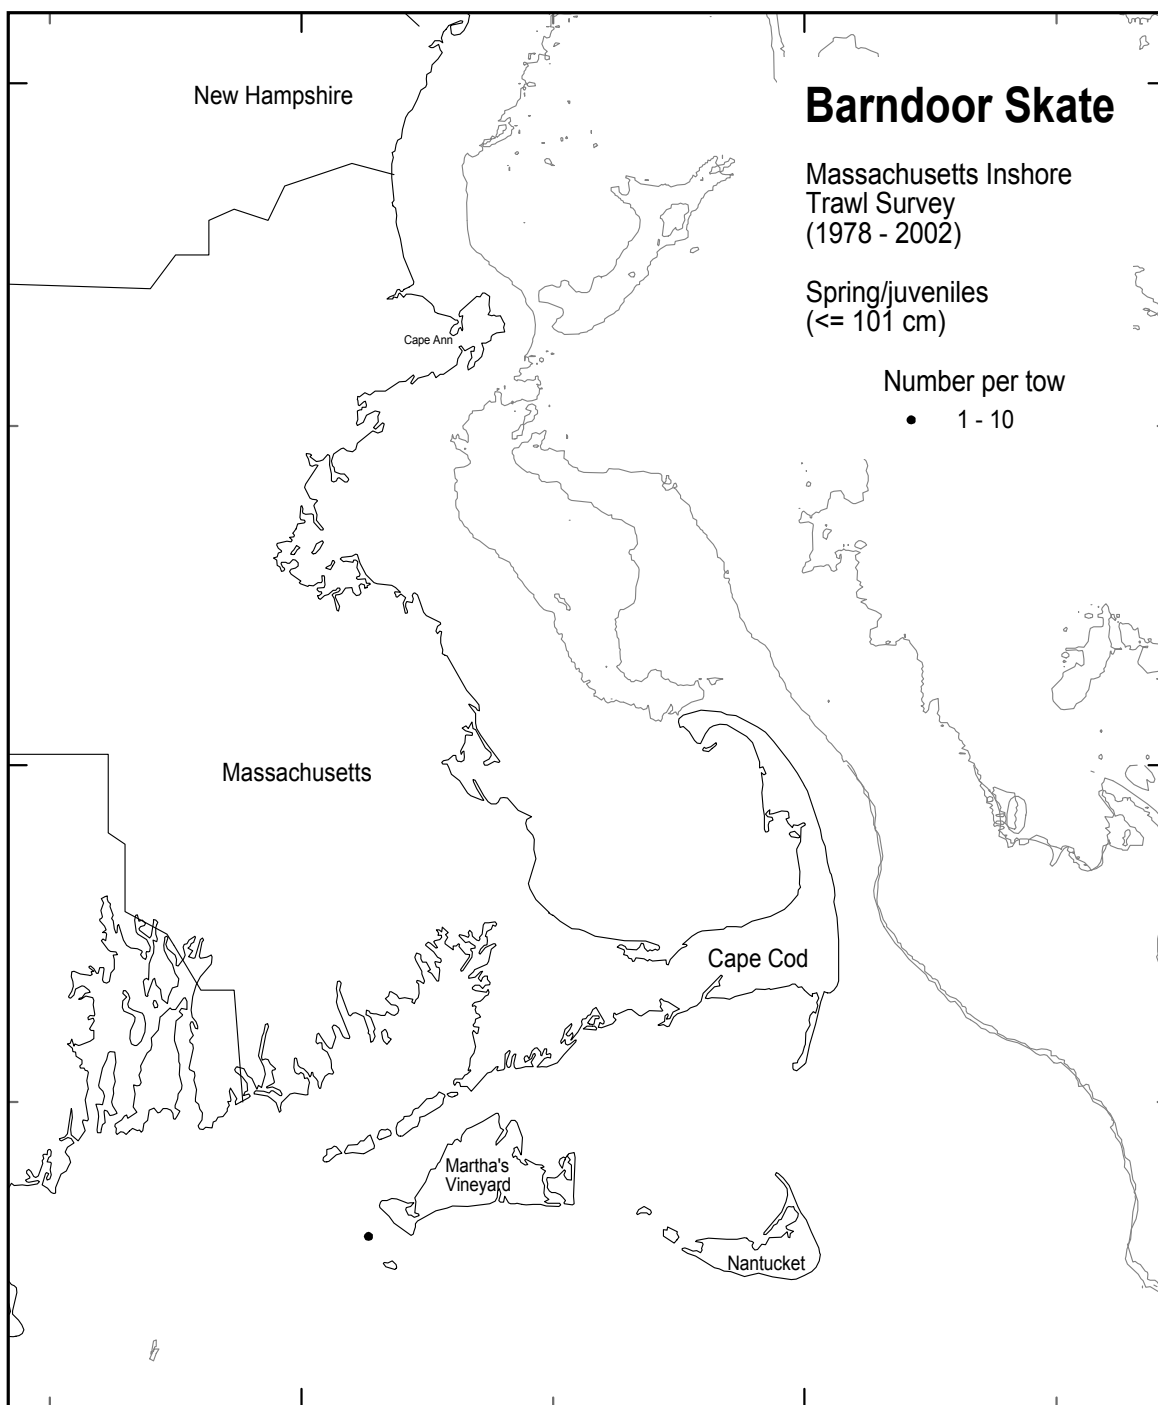 New Hampshire
Barndoor Skate
Massachusetts Inshore
Trawl Survey
(1978 - 2002)
Spring/juveniles
(<= 101 cm)
Cape Ann
Number per tow
1 - 10
Massachusetts
Cape Cod
Martha's
Vineyard
Nantucket